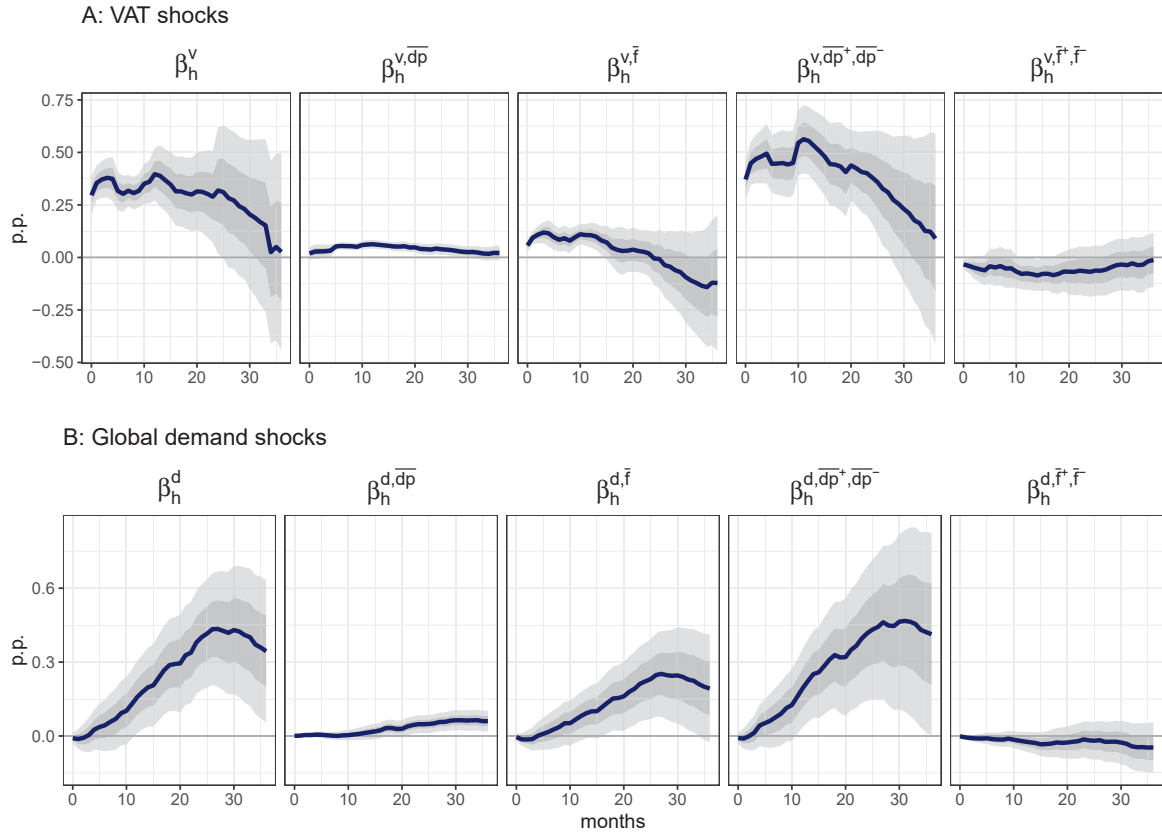 A: VAT shocks
β_h^v
β_h^{v,\overline{dp}}
β_h^{v,\bar{f}}
β_h^{v,\overline{dp}^+,\overline{dp}^-}
β_h^{v,\bar{f}^+,\bar{f}^-}
p.p.
0.75
0.50
0.25
0.00
−0.25
−0.50
0 10 20 30 0 10 20 30 0 10 20 30 0 10 20 30 0 10 20 30
B: Global demand shocks
β_h^d
β_h^{d,\overline{dp}}
β_h^{d,\bar{f}}
β_h^{d,\overline{dp}^+,\overline{dp}^-}
β_h^{d,\bar{f}^+,\bar{f}^-}
p.p.
0.6
0.3
0.0
0 10 20 30 0 10 20 30 0 10 20 30 0 10 20 30 0 10 20 30
months